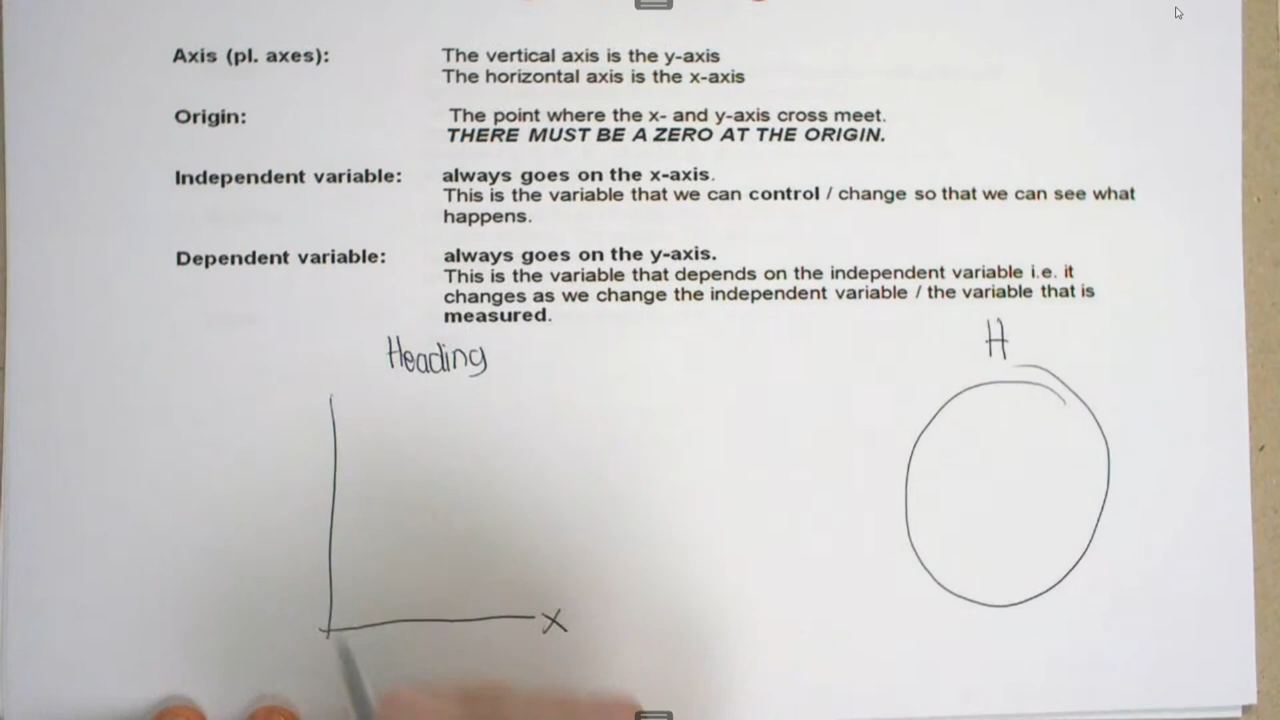 Axis (pl. axes): The vertical axis is the y-axis
The horizontal axis is the x-axis
Origin: The point where the x- and y-axis cross meet.
THERE MUST BE A ZERO AT THE ORIGIN.
Independent variable: always goes on the x-axis.
This is the variable that we can control / change so that we can see what
happens.
Dependent variable: always goes on the y-axis.
This is the variable that depends on the independent variable i.e. it
changes as we change the independent variable / the variable that is
measured.
Heading
H
X